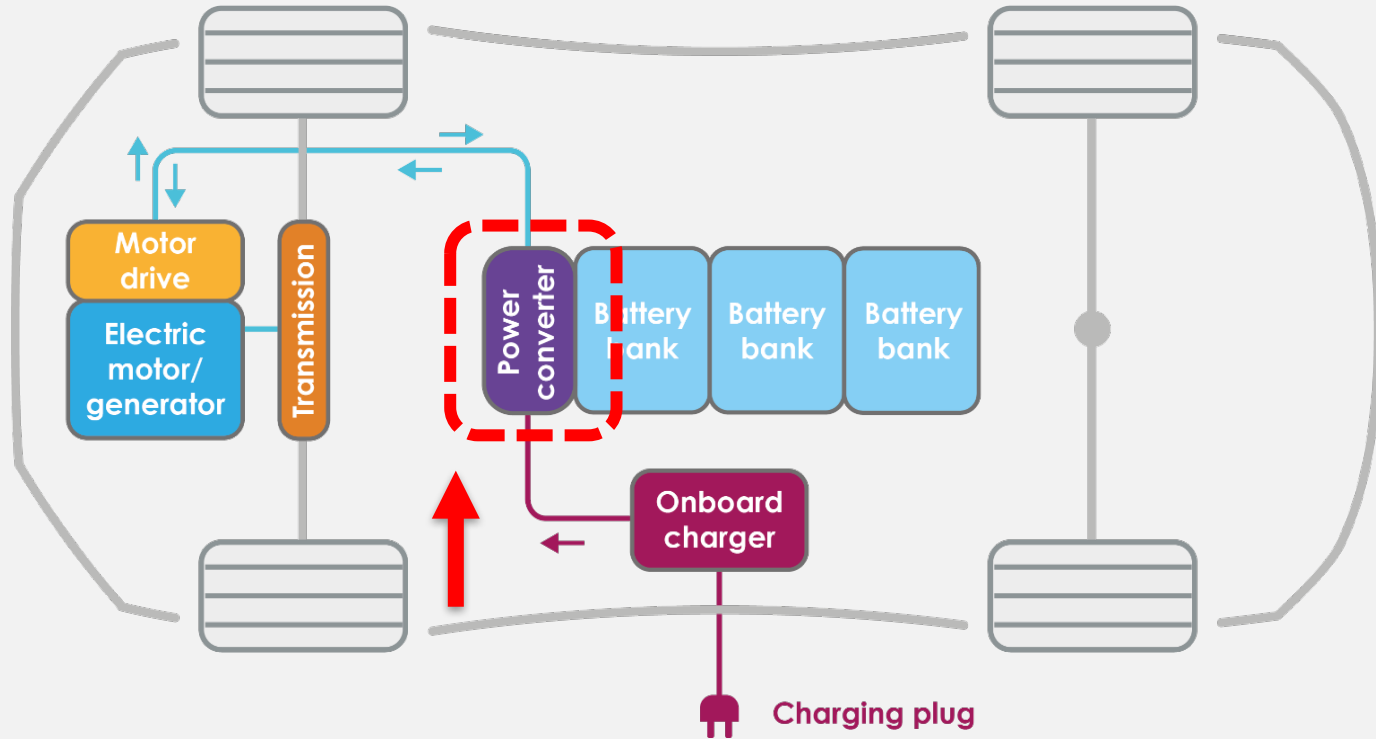 Motor
drive
Electric
motor/
generator
Transmission
Power
converter
Battery
bank
Battery
bank
Battery
bank
Onboard
charger
Charging plug